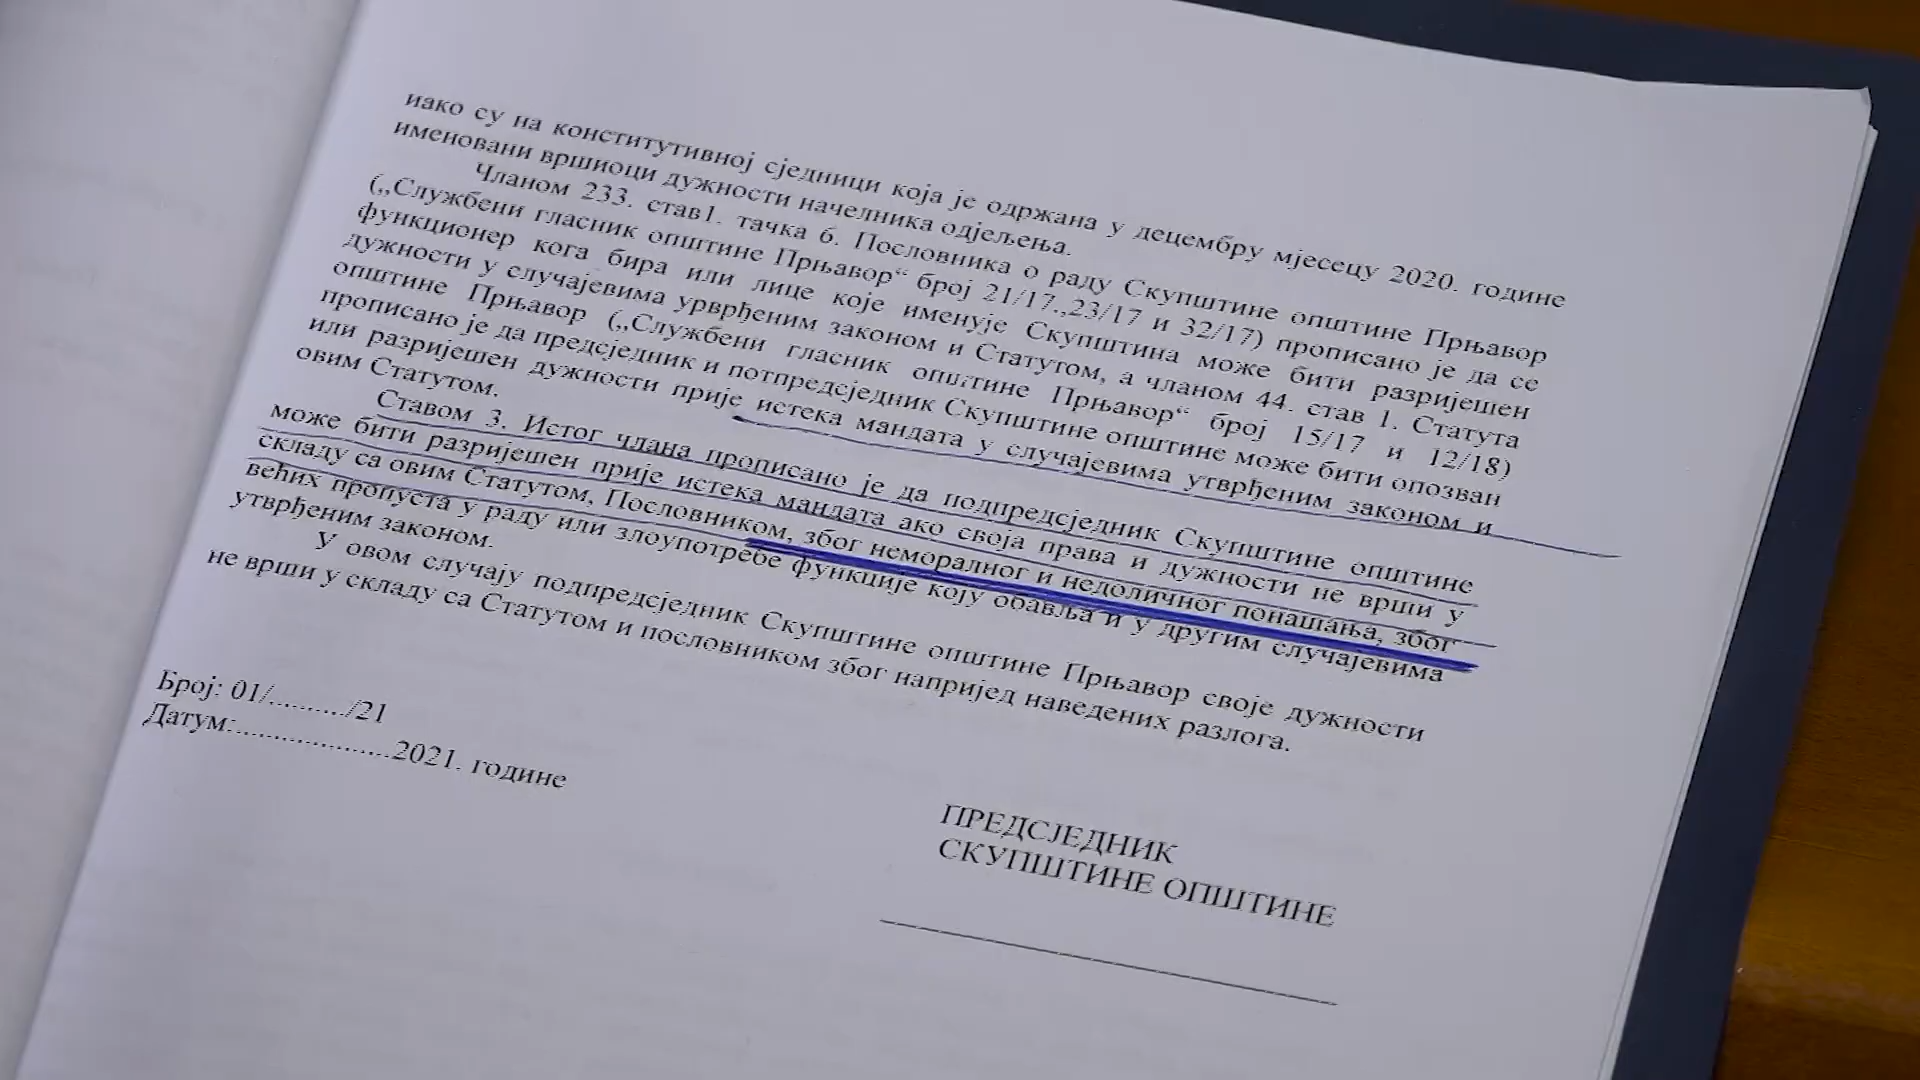 иако су на конститутивној сједници која је одржана у децембру мјесецу 2020. године
именовани вршиоци дужности начелника одјељења.
Чланом 233. став1. тачка 6. Пословника о раду Скупштине општине Прњавор
(„Службени гласник општине Прњавор“ број 21/17.,23/17 и 32/17) прописано је да се
функционер кога бира или лице које именује Скупштина може бити разријешен
дужности у случајевима урврђеним законом и Статутом, а чланом 44. став 1. Статута
општине Прњавор („Службени гласник општине Прњавор“ број 15/17 и 12/18)
прописано је да предсједник и потпредсједник Скупштине општине може бити опозван
или разријешен дужности прије истека мандата у случајевима утврђеним законом и
овим Статутом.
Ставом 3. Истог члана прописано је да подпредсједник Скупштине општине
може бити разријешен прије истека мандата ако своја права и дужности не врши у
складу са овим Статутом, Пословником, због неморалног и недоличног понашања, због
већих пропуста у раду или злоупотребе функције коју обавља и у другим случајевима
утврђеним законом.
У овом случају подпредсједник Скупштине општине Прњавор своје дужности
не врши у складу са Статутом и пословником због напријед наведених разлога.
Број: 01/........../21
Датум:.....................2021. године
ПРЕДСЈЕДНИК
СКУПШТИНЕ ОПШТИНЕ